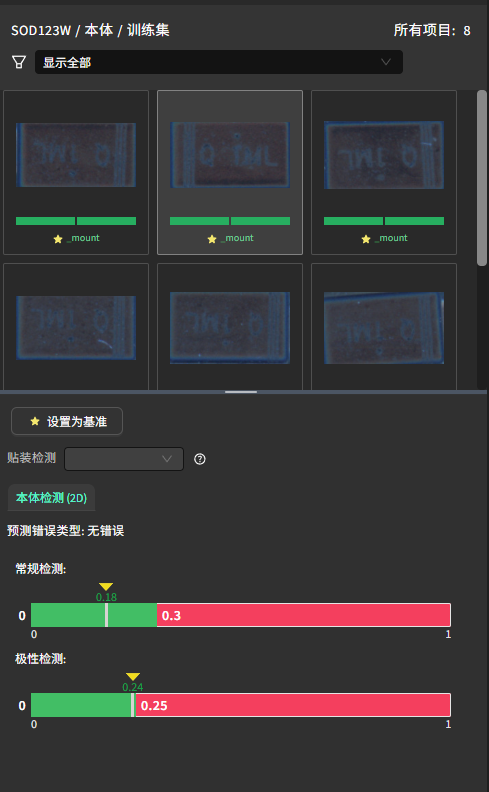 SOD123W / 本体 / 训练集
所有项目: 8
显示全部
_mount
_mount
_mount
设置为基准
贴装检测
?
本体检测 (2D)
预测错误类型: 无错误
常规检测:
0.18
0 0.3
0 1
极性检测:
0.24
0 0.25
0 1